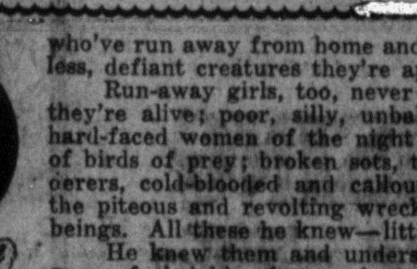 who've run away from home and
less, defiant creatures they're a
Run-away girls, too, never
they're alive; poor, silly, unba
hard-faced women of the night
of birds of prey; broken sots,
derers, cold-blooded and callou
the piteous and revolting wreck
beings. All these he knew—litt
He knew them and unders